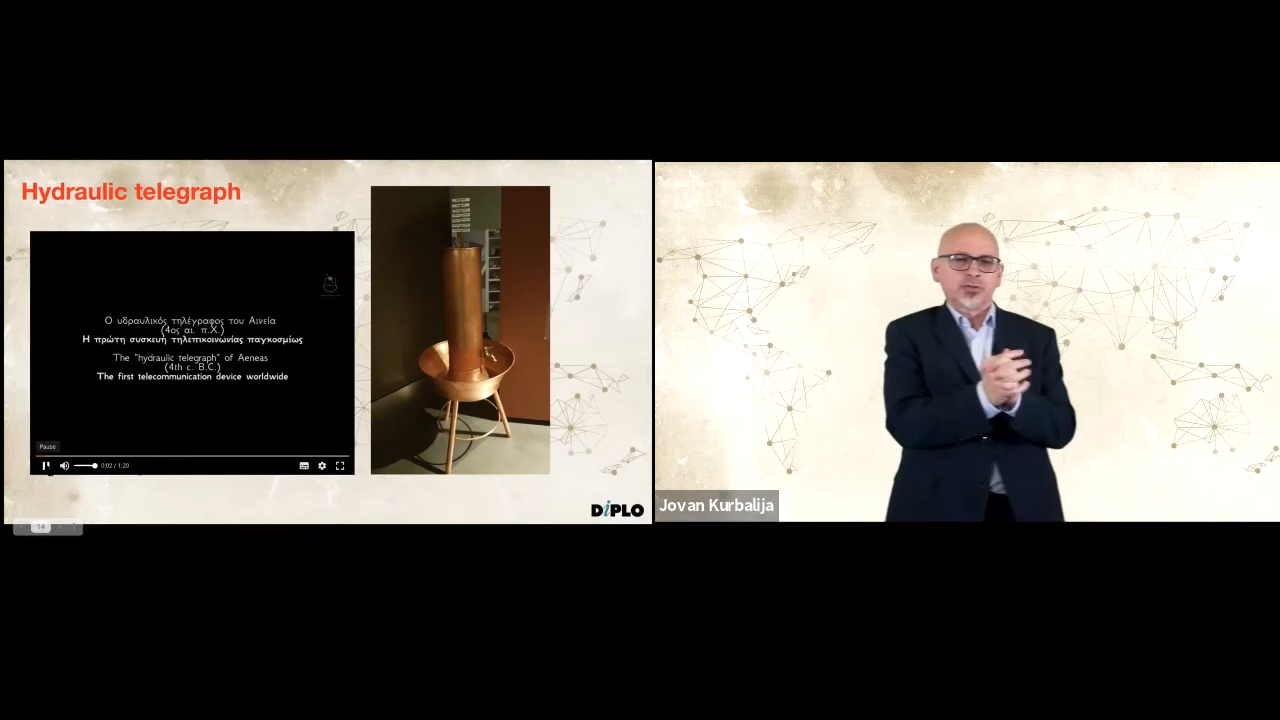 Hydraulic telegraph
Ο υδραυλικός τηλέγραφος του Αινεία
(4ος αι. π.Χ.)
Η πρώτη συσκευή τηλεπικοινωνίας παγκοσμίως
The "hydraulic telegraph" of Aeneas
(4th c. B.C.)
The first telecommunication device worldwide
Pause
0:02 / 1:20
DiPLO
14
Jovan Kurbalija